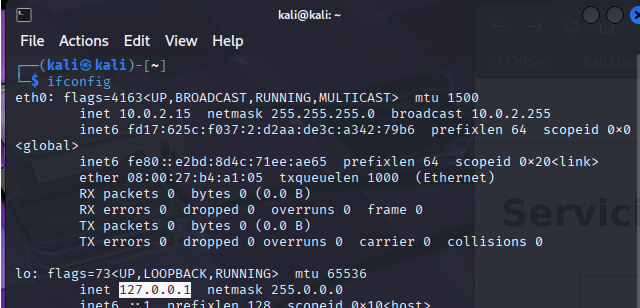 kali@kali: ~
File Actions Edit View Help
OffSec Kali Linu
┌──(kali㉿kali)-[~]
└─$ ifconfig
eth0: flags=4163<UP,BROADCAST,RUNNING,MULTICAST>  mtu 1500
inet 10.0.2.15  netmask 255.255.255.0  broadcast 10.0.2.255
inet6 fd17:625c:f037:2:d2aa:de3c:a342:79b6  prefixlen 64  scopeid 0×0
<global>
inet6 fe80::e2bd:8d4c:71ee:ae65  prefixlen 64  scopeid 0×20<link>
ether 08:00:27:b4:a1:05  txqueuelen 1000  (Ethernet)
RX packets 0  bytes 0 (0.0 B)
RX errors 0  dropped 0  overruns 0  frame 0
TX packets 0  bytes 0 (0.0 B)
Servici
TX errors 0  dropped 0 overruns 0  carrier 0  collisions 0
lo: flags=73<UP,LOOPBACK,RUNNING>  mtu 65536
inet 127.0.0.1  netmask 255.0.0.0
inet6 ::1  prefixlen 128  scopeid 0×10<host>